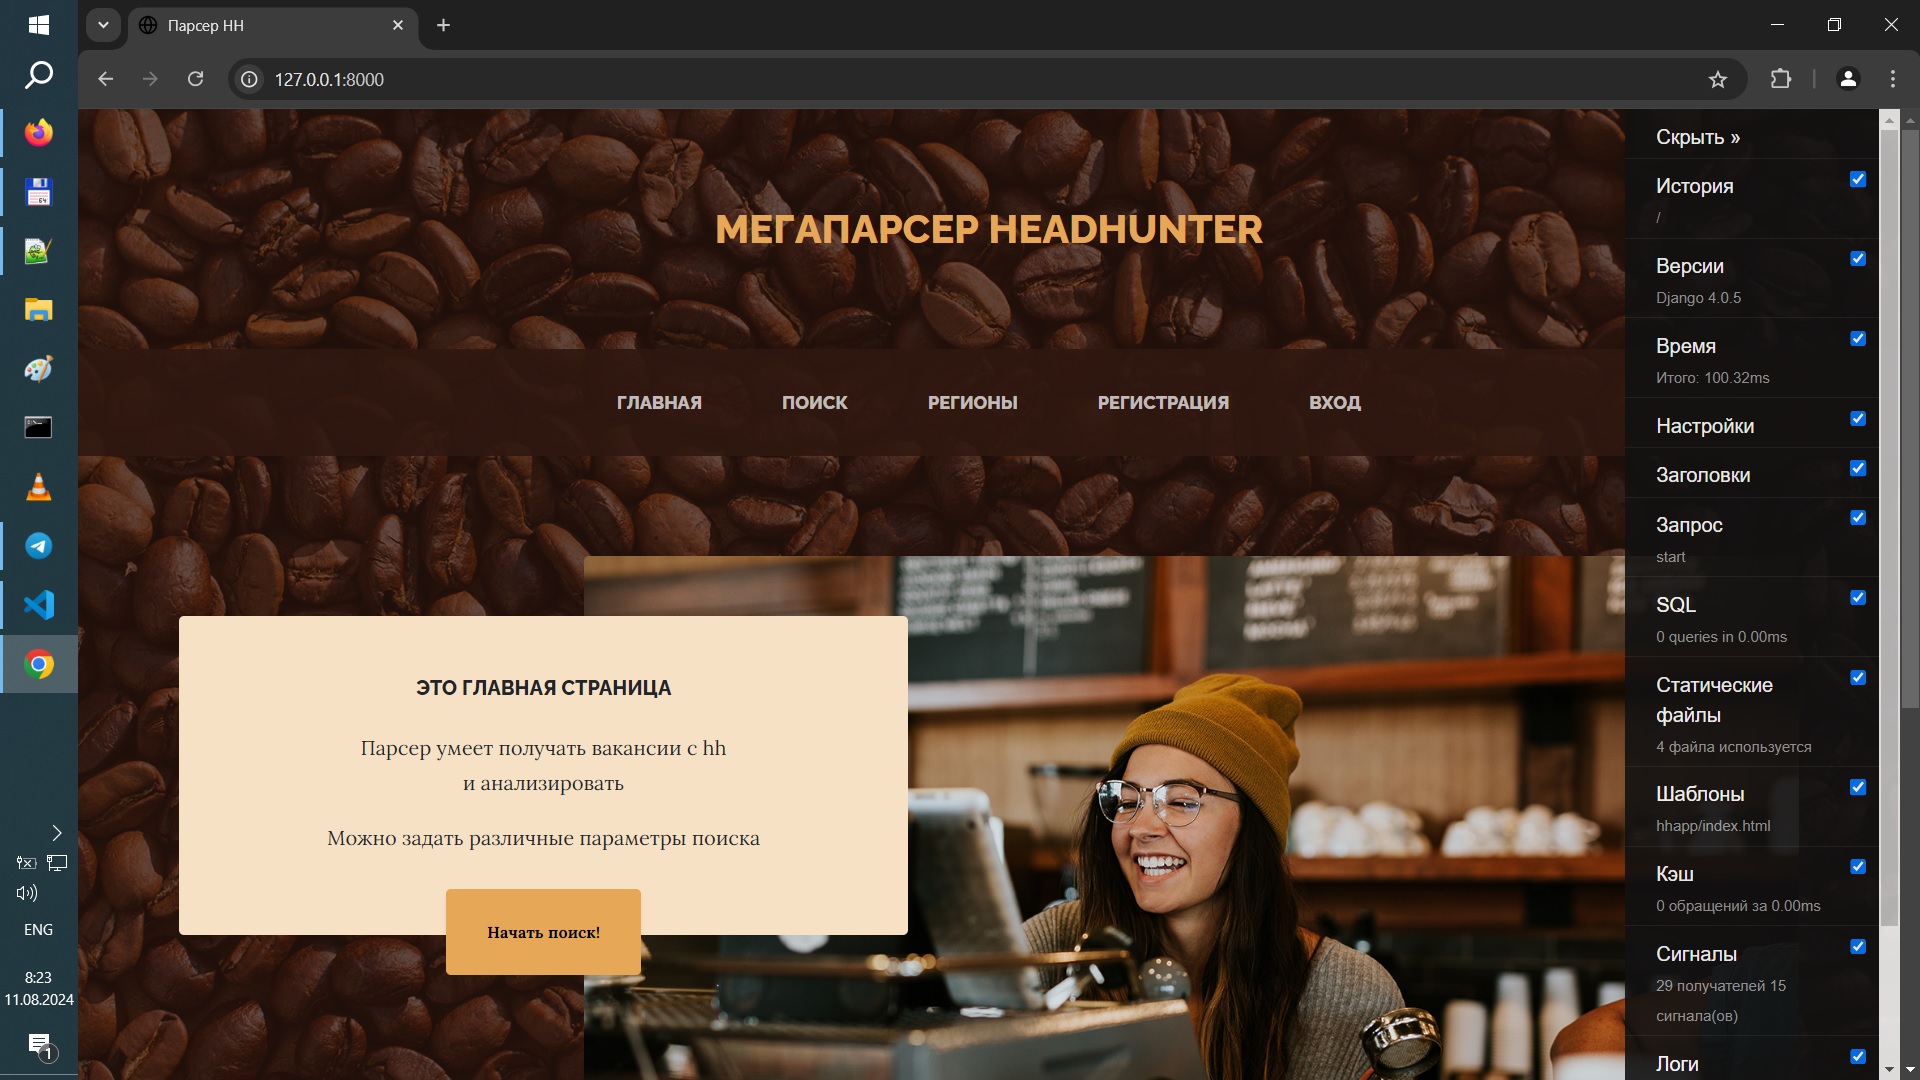 Парсер HH
127.0.0.1:8000
МЕГАПАРСЕР HEADHUNTER
ГЛАВНАЯ
ПОИСК
РЕГИОНЫ
РЕГИСТРАЦИЯ
ВХОД
ЭТО ГЛАВНАЯ СТРАНИЦА
Парсер умеет получать вакансии с hh
и анализировать
Можно задать различные параметры поиска
Начать поиск!
Скрыть »
История
/
Версии
Django 4.0.5
Время
Итого: 100.32ms
Настройки
Заголовки
Запрос
start
SQL
0 queries in 0.00ms
Статические
файлы
4 файла используется
Шаблоны
hhapp/index.html
Кэш
0 обращений за 0.00ms
Сигналы
29 получателей 15
сигнала(ов)
Логи
64
ENG
8:23
11.08.2024
1